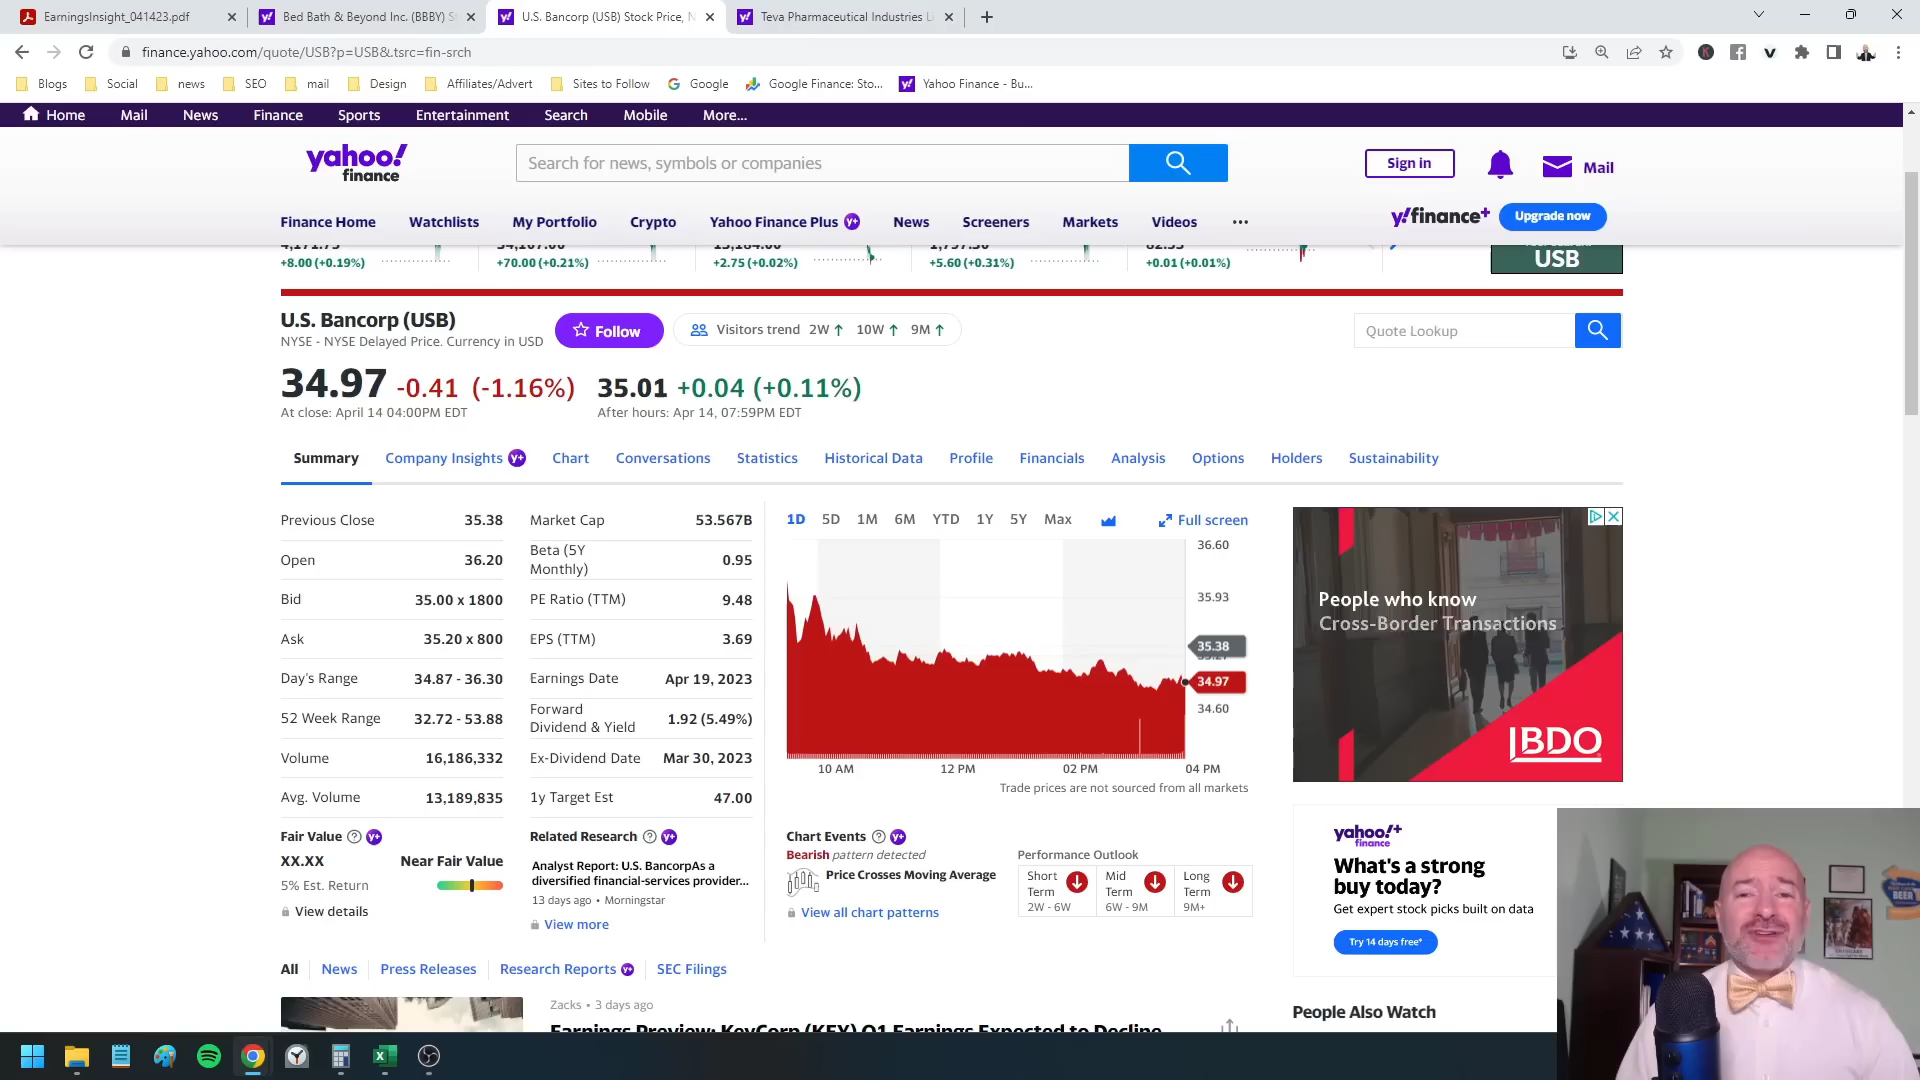 EarningsInsight_041423.pdf
Bed Bath & Beyond Inc. (BBBY) S
U.S. Bancorp (USB) Stock Price, N
Teva Pharmaceutical Industries L
finance.yahoo.com/quote/USB?p=USB&.tsrc=fin-srch
Blogs
Social
news
SEO
mail
Design
Affiliates/Advert
Sites to Follow
Google
Google Finance: Sto...
Yahoo Finance - Bu...
Home Mail News Finance Sports Entertainment Search Mobile More...
yahoo! finance
Search for news, symbols or companies
Sign in
Mail
Finance Home Watchlists My Portfolio Crypto Yahoo Finance Plus y+ News Screeners Markets Videos
y!finance+
Upgrade now
+8.00 (+0.19%)
+70.00 (+0.21%)
+2.75 (+0.02%)
+5.60 (+0.31%)
+0.01 (+0.01%)
USB
U.S. Bancorp (USB)
NYSE - NYSE Delayed Price. Currency in USD
Follow
Visitors trend 2W 10W 9M
Quote Lookup
34.97 -0.41 (-1.16%)
At close: April 14 04:00PM EDT
35.01 +0.04 (+0.11%)
After hours: Apr 14, 07:59PM EDT
Summary Company Insights y+ Chart Conversations Statistics Historical Data Profile Financials Analysis Options Holders Sustainability
Previous Close 35.38
Open 36.20
Bid 35.00 x 1800
Ask 35.20 x 800
Day's Range 34.87 - 36.30
52 Week Range 32.72 - 53.88
Volume 16,186,332
Avg. Volume 13,189,835
Market Cap 53.567B
Beta (5Y Monthly) 0.95
PE Ratio (TTM) 9.48
EPS (TTM) 3.69
Earnings Date Apr 19, 2023
Forward Dividend & Yield 1.92 (5.49%)
Ex-Dividend Date Mar 30, 2023
1y Target Est 47.00
1D 5D 1M 6M YTD 1Y 5Y Max
Full screen
36.60
35.93
35.38
34.97
34.60
10 AM 12 PM 02 PM 04 PM
Trade prices are not sourced from all markets
Fair Value y+
XX.XX Near Fair Value
5% Est. Return
View details
Related Research y+
Analyst Report: U.S. BancorpAs a
diversified financial-services provider...
13 days ago • Morningstar
View more
Chart Events y+
Bearish pattern detected
Price Crosses Moving Average
View all chart patterns
Performance Outlook
Short Term 2W - 6W
Mid Term 6W - 9M
Long Term 9M+
All News Press Releases Research Reports y+ SEC Filings
Zacks • 3 days ago
Earnings Preview: KeyCorp (KEY) Q1 Earnings Expected to Decline
People who know
Cross-Border Transactions
BDO
yahoo!+ finance
What's a strong
buy today?
Get expert stock picks built on data
Try 14 days free*
People Also Watch
BEER